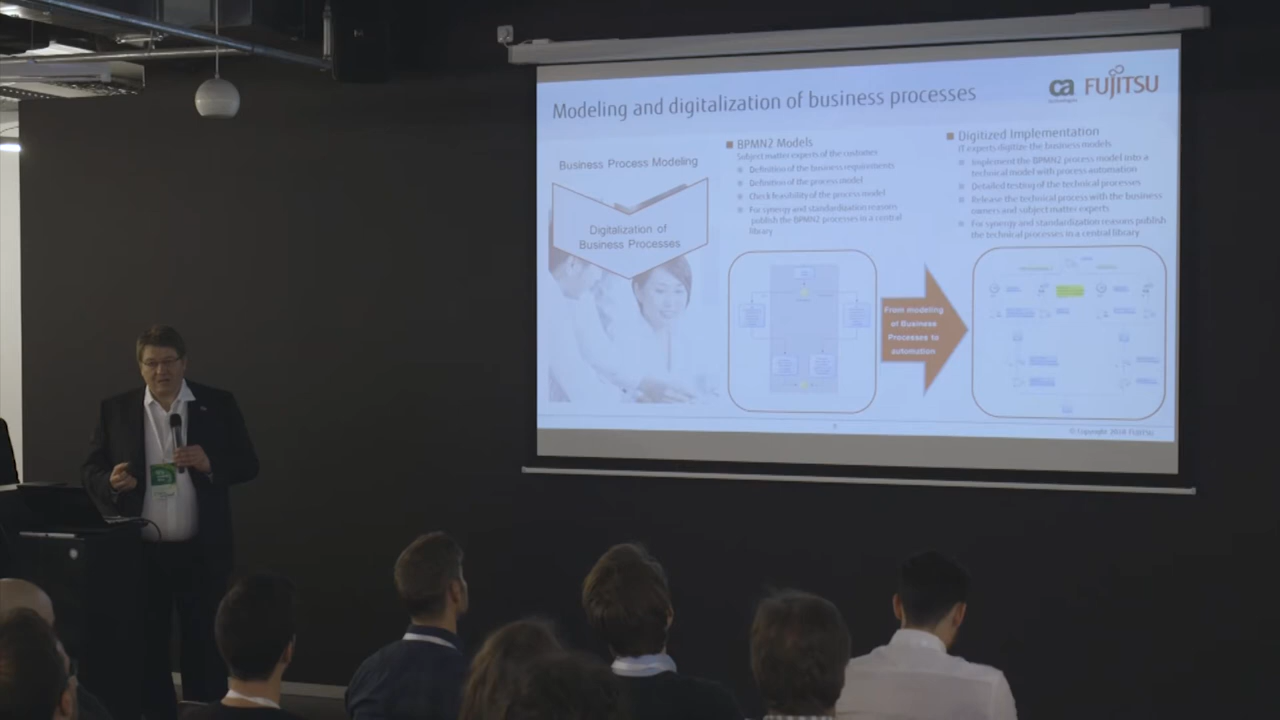 Modeling and digitalization of business processes
ca
technologies
FUJITSU
Business Process Modeling
Digitalization of
Business Processes
BPMN2 Models
Subject matter experts of the customer
Definition of the business requirements
Definition of the process model
Check feasibility of the process model
For synergy and standardization reasons
publish the BPMN2 processes in a central
library
From modeling
of Business
Processes to
automation
Digitized Implementation
IT experts digitize the business models
Implement the BPMN2 process model into a
technical model with process automation
Detailed testing of the technical processes
Release the technical process with the business
owners and subject matter experts
For synergy and standardization reasons publish
the technical processes in a central library